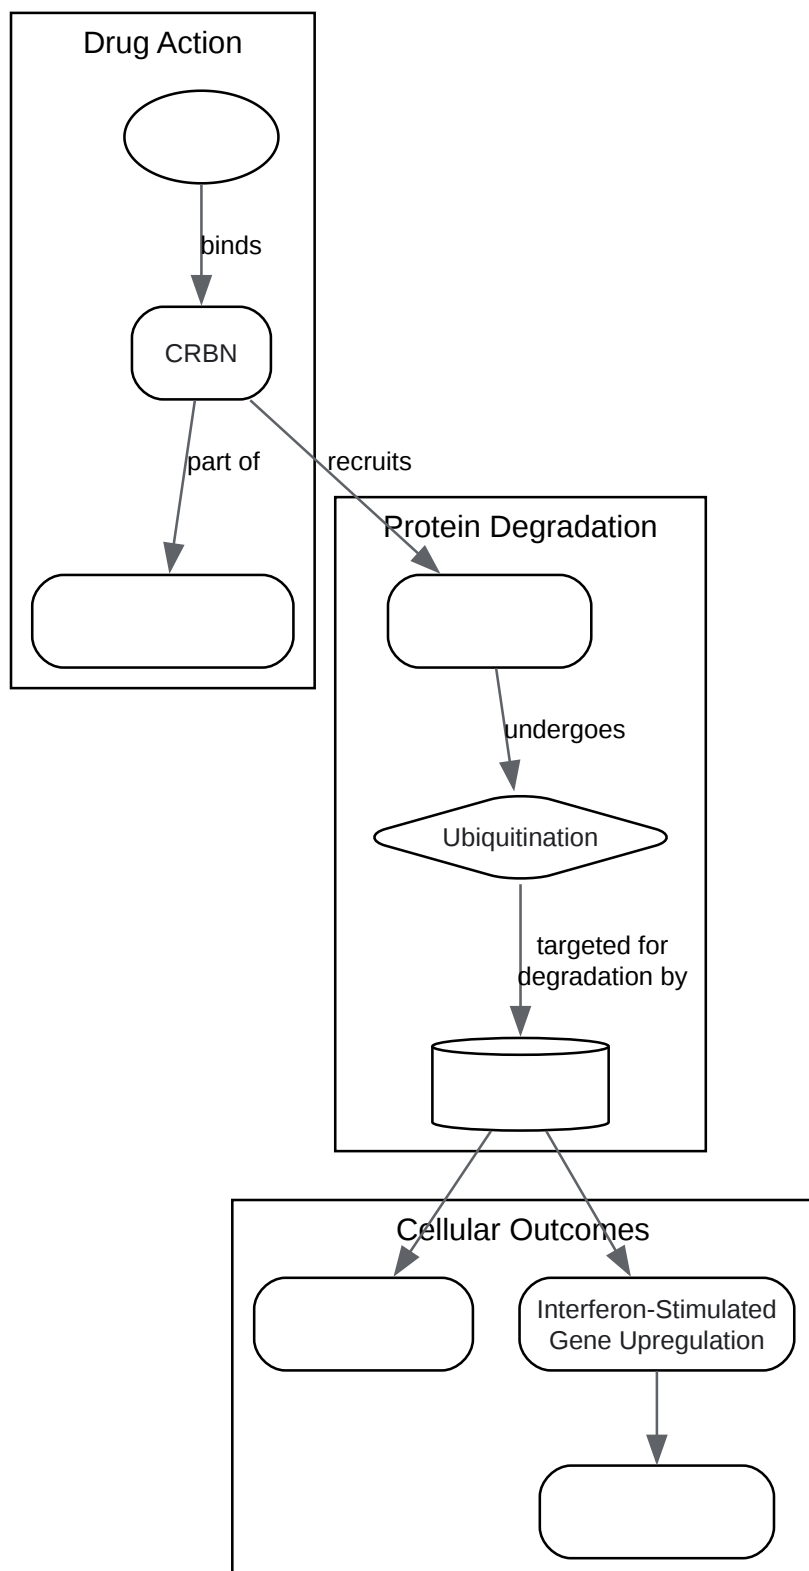 Drug Action
binds
CRBN
part of
recruits
Protein Degradation
undergoes
Ubiquitination
targeted for
degradation by
Cellular Outcomes
Interferon-Stimulated
Gene Upregulation